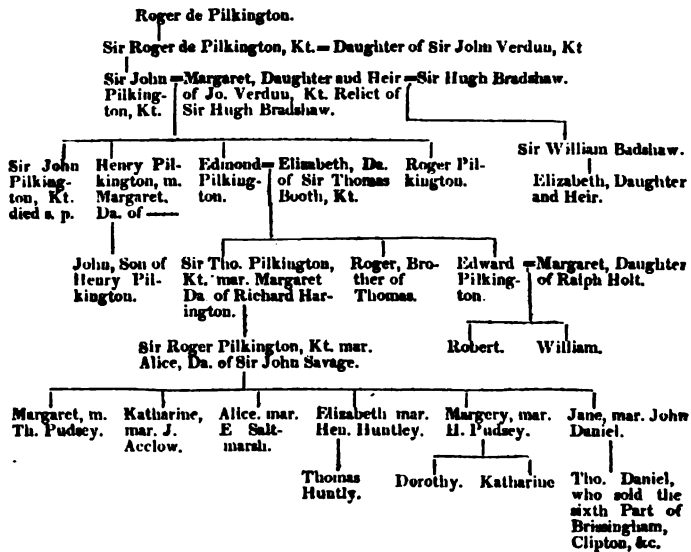 Roger de Pilkington.
Sir Roger de Pilkington, Kt. = Daughter of Sir John Verdun, Kt
Sir John Pilking-
ton, Kt.
= Margaret, Daughter and Heir
of Jo. Verdun, Kt. Relict of
Sir Hugh Bradshaw.
= Sir Hugh Bradshaw.
Sir William Badshaw.
Elizabeth, Daughter
and Heir.
Sir John
Pilking-
ton, Kt.
died s. p.
Henry Pil-
kington, m.
Margaret.
Da. of ——
Edmond
Pilking-
ton.
= Elisabeth, Da.
of Sir Thomas
Booth, Kt.
Roger Pil-
kington.
John, Son of
Henry Pil-
kington.
Sir Tho. Pilkington,
Kt. mar. Margaret
Da of Richard Har-
ington.
Roger, Bro-
ther of
Thomas.
Edward
Pilking-
ton
= Margaret, Daughter
of Ralph Holt.
Robert.
William.
Sir Roger Pilkington, Kt. mar.
Alice, Da. of Sir John Savage.
Margaret, m.
Th. Pudsey.
Katharine,
mar. J.
Acclow.
Alice. mar.
E Salt-
marsh.
Elizabeth mar.
Hen. Huntley.
Margery, mar.
H. Pudsey.
Jane, mar. John
Daniel.
Thomas
Huntly.
Dorothy.
Katharine
Tho. Daniel,
who sold the
sixth Part of
Brissingham,
Clipton, &c.